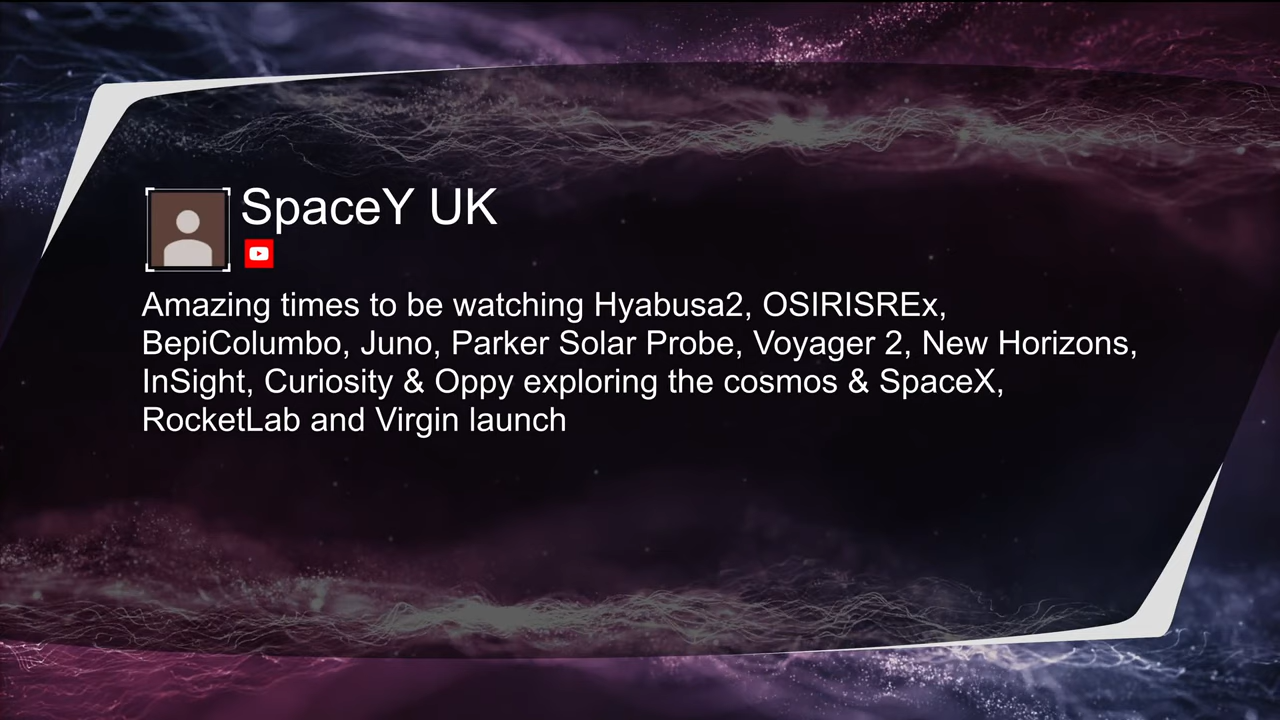 SpaceY UK
Amazing times to be watching Hyabusa2, OSIRISREx,
BepiColumbo, Juno, Parker Solar Probe, Voyager 2, New Horizons,
InSight, Curiosity & Oppy exploring the cosmos & SpaceX,
RocketLab and Virgin launch